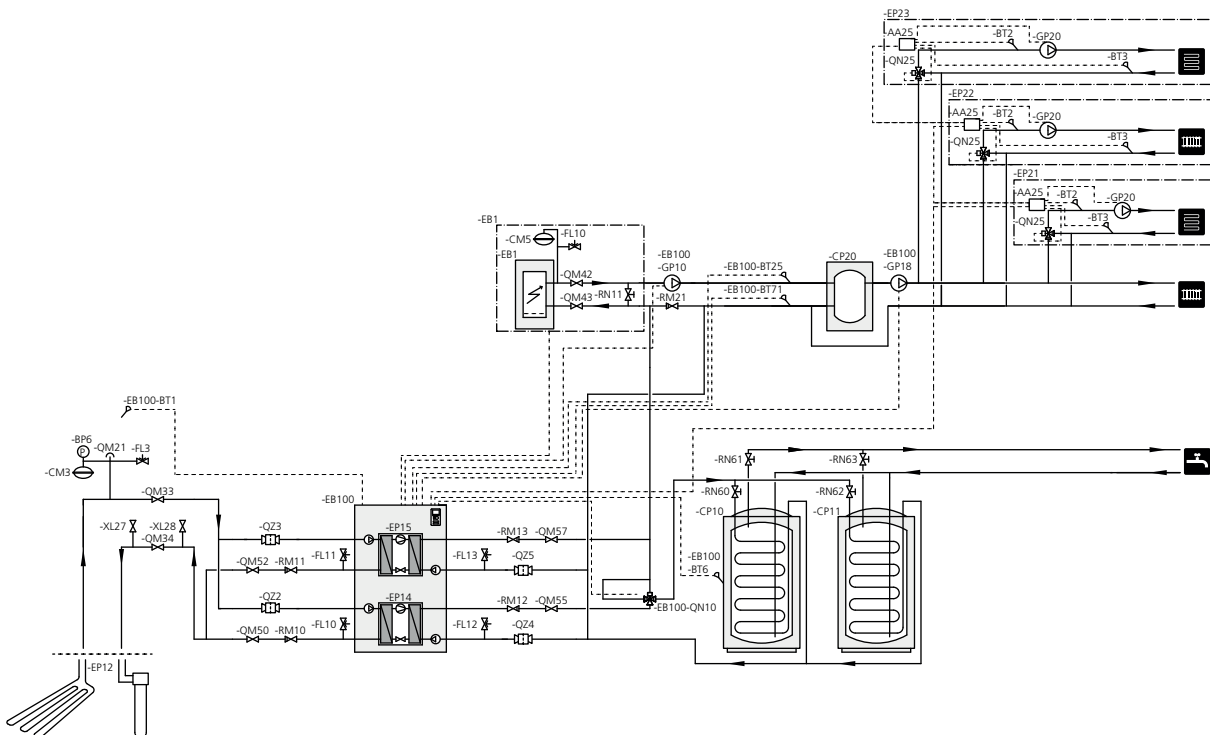 -EP23
-AA25
-BT2
-GP20
-QN25
-BT3
-EP22
-AA25
-BT2
-GP20
-QN25
-BT3
-EP21
-AA25
-BT2
-GP20
-QN25
-BT3
-EB1
-CM5
-FL10
-EB1
-QM42
-QM43
-RN11
-EB100
-GP10
-RM21
-EB100-BT25
-EB100-BT71
-CP20
-EB100
-GP18
-EB100-BT1
-BP6
P
-QM21
-FL3
-CM3
-QM33
-XL27
-XL28
-QM34
-EB100
-QZ3
-EP15
-RM13
-QM57
-QM52
-RM11
-FL11
-FL13
-QZ5
-QZ2
-EP14
-RM12
-QM55
-QM50
-RM10
-FL10
-FL12
-QZ4
-EB100-QN10
-RN61
-RN63
-RN60
-RN62
-CP10
-CP11
-EB100
-BT6
-EP12